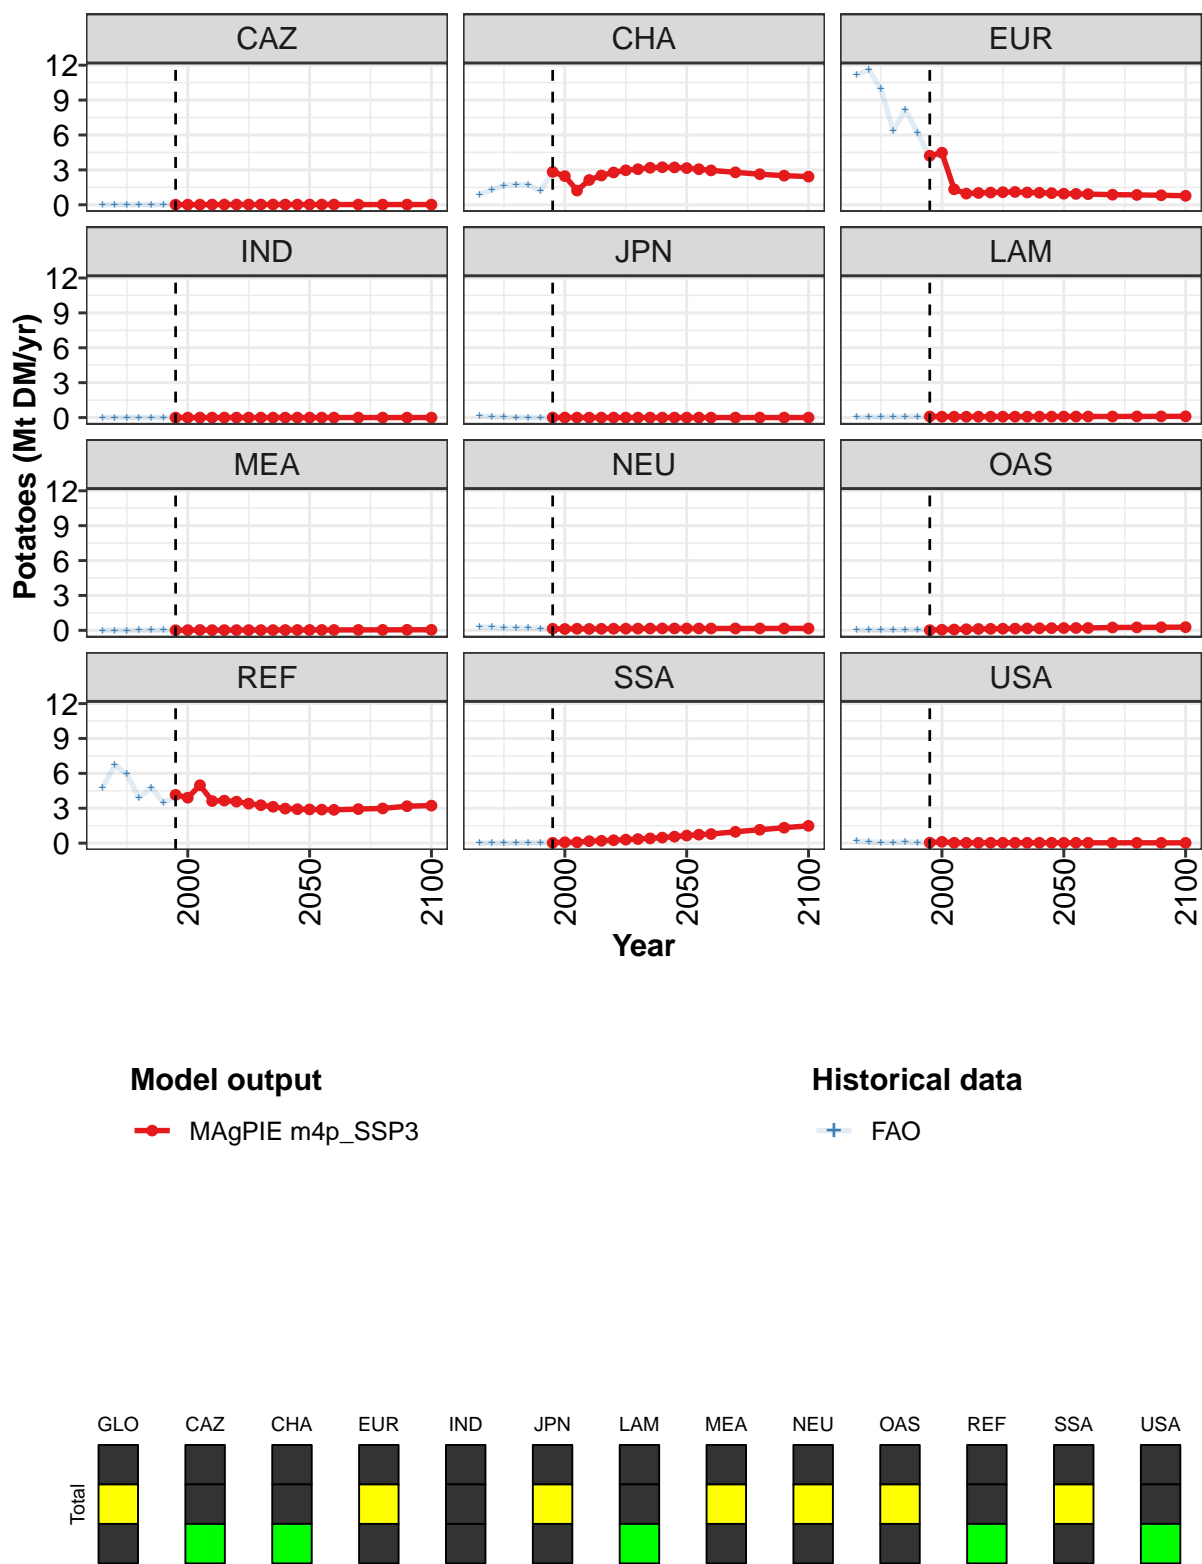 CAZ CHA EUR
12
9
6
3
0
IND JPN LAM
12
9
6
3
0
MEA NEU OAS
12
9
6
3
0
REF SSA USA
12
9
6
3
0
Potatoes (Mt DM/yr)
2000 2050 2100 2000 2050 2100 2000 2050 2100
Year
Model output Historical data
MAgPIE m4p_SSP3 FAO
GLO CAZ CHA EUR IND JPN LAM MEA NEU OAS REF SSA USA
Total